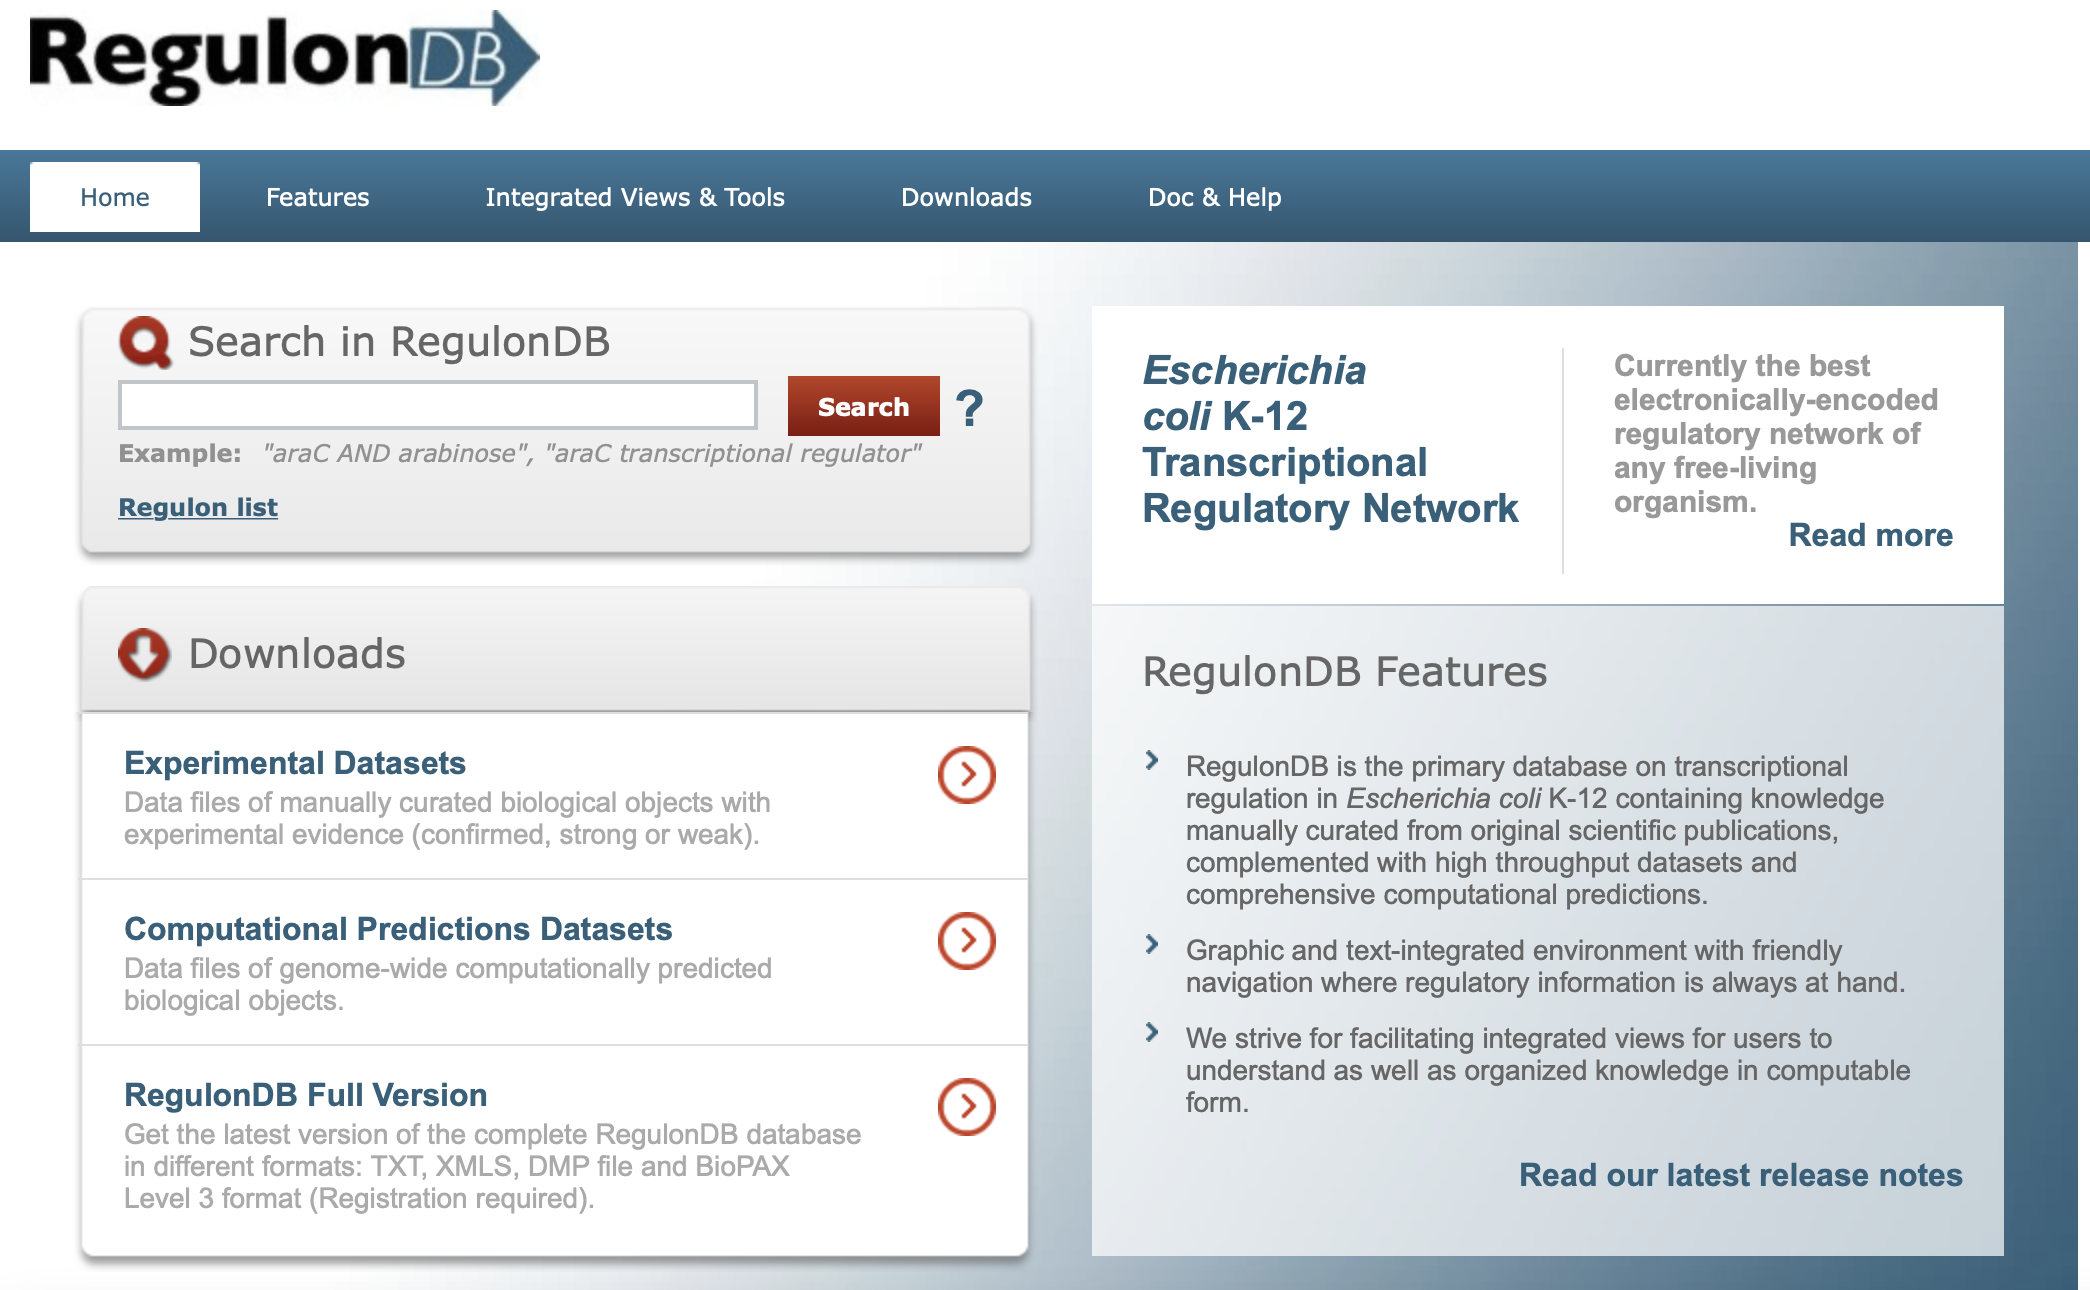 RegulonDB
Home
Features
Integrated Views & Tools
Downloads
Doc & Help
Search in RegulonDB
Search
?
Example: "araC AND arabinose", "araC transcriptional regulator"
Regulon list
Downloads
Experimental Datasets
Data files of manually curated biological objects with
experimental evidence (confirmed, strong or weak).
Computational Predictions Datasets
Data files of genome-wide computationally predicted
biological objects.
RegulonDB Full Version
Get the latest version of the complete RegulonDB database
in different formats: TXT, XMLS, DMP file and BioPAX
Level 3 format (Registration required).
Escherichia
coli K-12
Transcriptional
Regulatory Network
Currently the best
electronically-encoded
regulatory network of
any free-living
organism.
Read more
RegulonDB Features
RegulonDB is the primary database on transcriptional
regulation in Escherichia coli K-12 containing knowledge
manually curated from original scientific publications,
complemented with high throughput datasets and
comprehensive computational predictions.
Graphic and text-integrated environment with friendly
navigation where regulatory information is always at hand.
We strive for facilitating integrated views for users to
understand as well as organized knowledge in computable
form.
Read our latest release notes